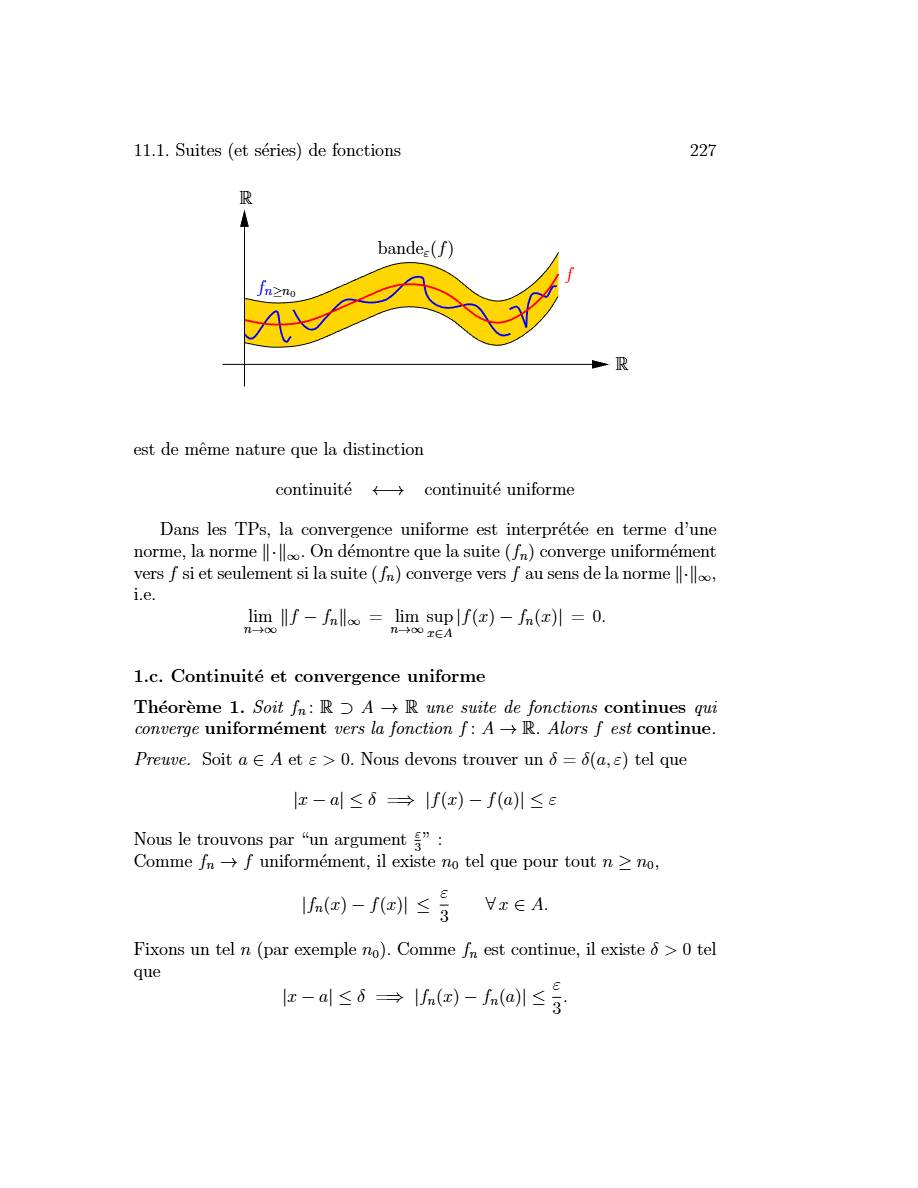 11.1. Suites (et séries) de fonctions 227
ℝ
bande_ε(f)
f
f_{n≥n_0}
ℝ
est de même nature que la distinction
continuité ⟷ continuité uniforme
Dans les TPs, la convergence uniforme est interprétée en terme d'une
norme, la norme ‖·‖_∞. On démontre que la suite (f_n) converge uniformément
vers f si et seulement si la suite (f_n) converge vers f au sens de la norme ‖·‖_∞,
i.e.
lim_{n→∞} ‖f − f_n‖_∞ = lim_{n→∞} sup_{x∈A} |f(x) − f_n(x)| = 0.
1.c. Continuité et convergence uniforme
Théorème 1. Soit f_n : ℝ ⊃ A → ℝ une suite de fonctions continues qui
converge uniformément vers la fonction f : A → ℝ. Alors f est continue.
Preuve. Soit a ∈ A et ε > 0. Nous devons trouver un δ = δ(a, ε) tel que
|x − a| ≤ δ ⟹ |f(x) − f(a)| ≤ ε
Nous le trouvons par “un argument ε/3” :
Comme f_n → f uniformément, il existe n_0 tel que pour tout n ≥ n_0,
|f_n(x) − f(x)| ≤ ε/3 ∀ x ∈ A.
Fixons un tel n (par exemple n_0). Comme f_n est continue, il existe δ > 0 tel
que
|x − a| ≤ δ ⟹ |f_n(x) − f_n(a)| ≤ ε/3.